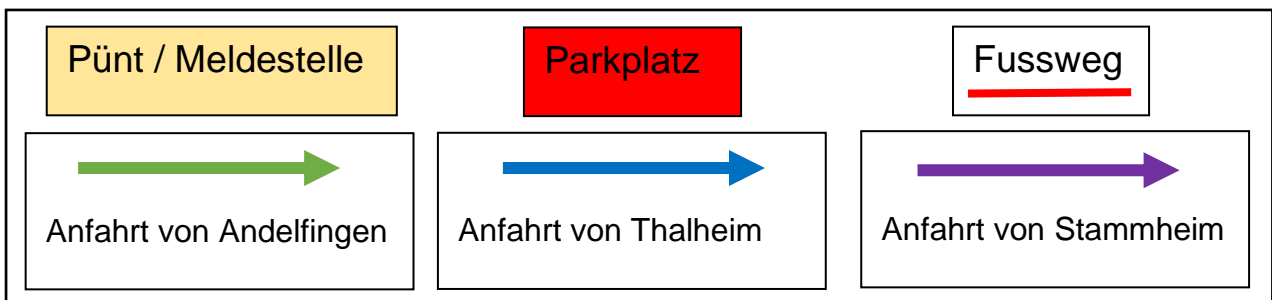 Pünt / Meldestelle
Parkplatz
Fussweg
Anfahrt von Andelfingen
Anfahrt von Thalheim
Anfahrt von Stammheim